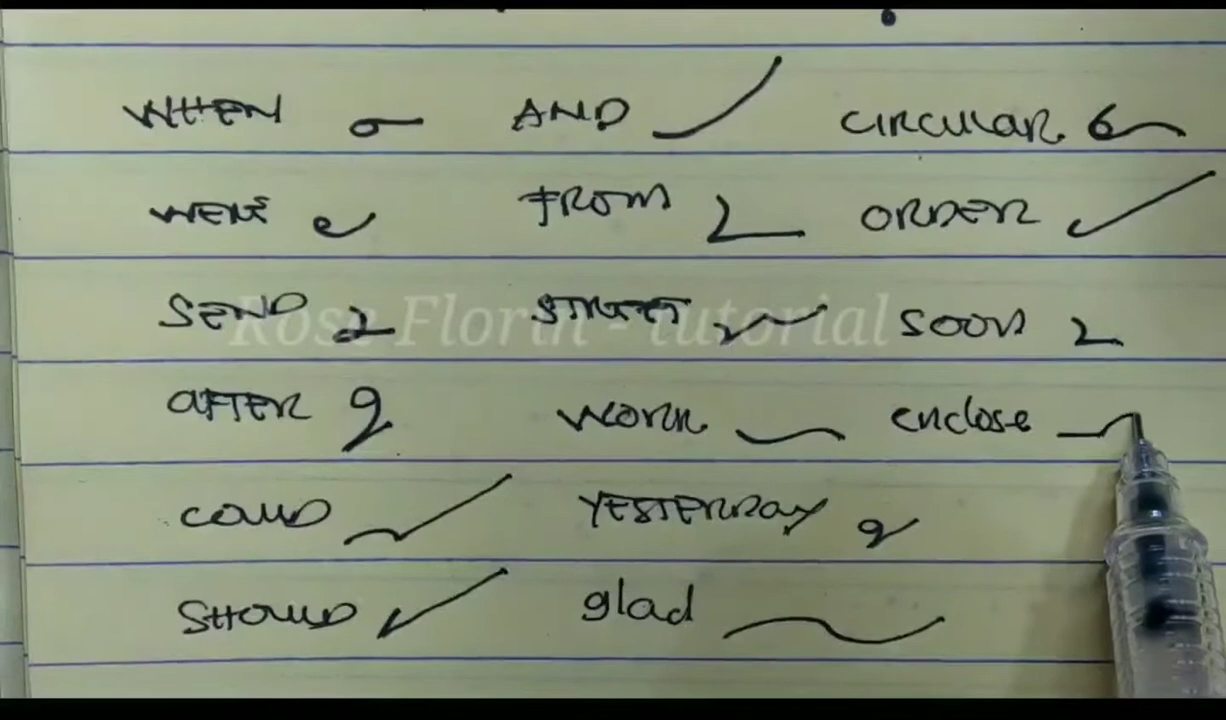 WHEN AND CIRCULAR
WERE FROM ORDER
SEND STREET SOON
Rose Florin - tutorial
AFTER WORK enclose
COULD YESTERDAY
SHOULD glad